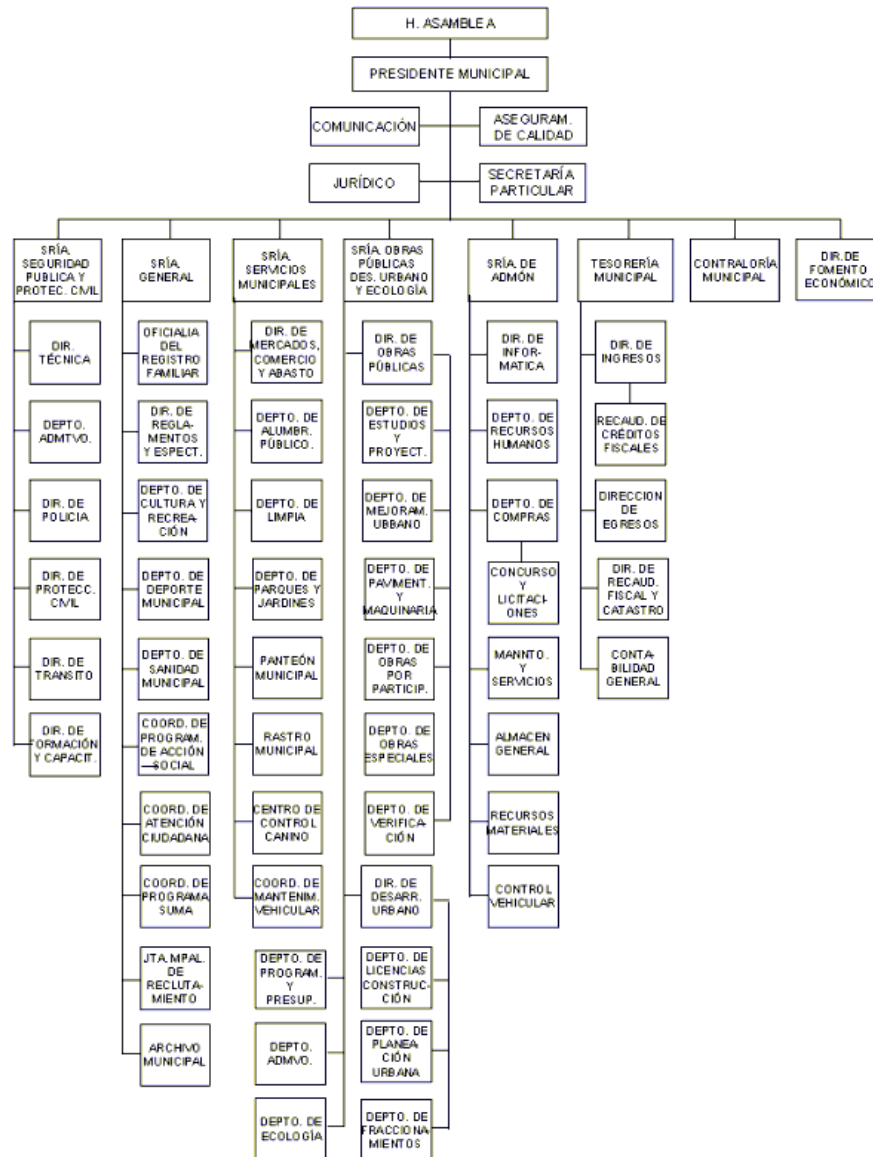 H. ASAMBLEA
PRESIDENTE MUNICIPAL
COMUNICACIÓN
ASEGURAM.
DE CALIDAD
JURÍDICO
SECRETARÍA
PARTICULAR
SRÍA.
SEGURIDAD
PUBLICA Y
PROTEC. CIVIL
SRÍA.
GENERAL
SRÍA.
SERVICIOS
MUNICIPALES
SRÍA. OBRAS
PÚBLICAS
DES. URBANO
Y ECOLOGÍA
SRÍA. DE
ADMÓN
TESORERÍA
MUNICIPAL
CONTRALORÍA
MUNICIPAL
DIR. DE
FOMENTO
ECONÓMICO
DIR.
TÉCNICA
DEPTO.
ADMTVO.
DIR. DE
POLICIA
DIR. DE
PROTECC.
CIVIL
DIR. DE
TRANSITO
DIR. DE
FORMACIÓN
Y CAPACIT.
OFICIALIA
DEL
REGISTRO
FAMILIAR
DIR. DE
REGLA-
MENTOS
Y ESPECT.
DEPTO. DE
CULTURA Y
RECREA-
CIÓN
DEPTO. DE
DEPORTE
MUNICIPAL
DEPTO. DE
SANIDAD
MUNICIPAL
COORD. DE
PROGRAM.
DE ACCIÓN
SOCIAL
COORD. DE
ATENCIÓN
CIUDADANA
COORD. DE
PROGRAMA
SUMA
JTA. MPAL.
DE
RECLUTA-
MIENTO
ARCHIVO
MUNICIPAL
DIR. DE
MERCADOS,
COMERCIO
Y ABASTO
DEPTO. DE
ALUMBR.
PÚBLICO.
DEPTO. DE
LIMPIA
DEPTO. DE
PARQUES Y
JARDINES
PANTEÓN
MUNICIPAL
RASTRO
MUNICIPAL
CENTRO DE
CONTROL
CANINO
COORD. DE
MANTENIM.
VEHICULAR
DEPTO. DE
PROGRAM.
Y
PRESUP.
DEPTO.
ADMVO.
DEPTO. DE
ECOLOGÍA
DIR. DE
OBRAS
PÚBLICAS
DEPTO. DE
ESTUDIOS
Y
PROYECT.
DEPTO. DE
MEJORAM.
URBANO
DEPTO. DE
PAVIMENT.
Y
MAQUINARIA
DEPTO. DE
OBRAS
POR
PARTICIP.
DEPTO. DE
OBRAS
ESPECIALES
DEPTO. DE
VERIFICA-
CIÓN
DIR. DE
DESARR.
URBANO
DEPTO. DE
LICENCIAS
CONSTRUC-
CIÓN
DEPTO. DE
PLANEA-
CIÓN
URBANA
DEPTO. DE
FRACCIONA-
MIENTOS
DIR. DE
INFOR-
MATICA
DEPTO. DE
RECURSOS
HUMANOS
DEPTO. DE
COMPRAS
CONCURSO
Y
LICITACI-
ONES
MANNTO.
Y
SERVICIOS
ALMACEN
GENERAL
RECURSOS
MATERIALES
CONTROL
VEHICULAR
DIR. DE
INGRESOS
RECAUD. DE
CRÉDITOS
FISCALES
DIRECCION
DE
EGRESOS
DIR. DE
RECAUD.
FISCAL Y
CATASTRO
CONTA-
BILIDAD
GENERAL